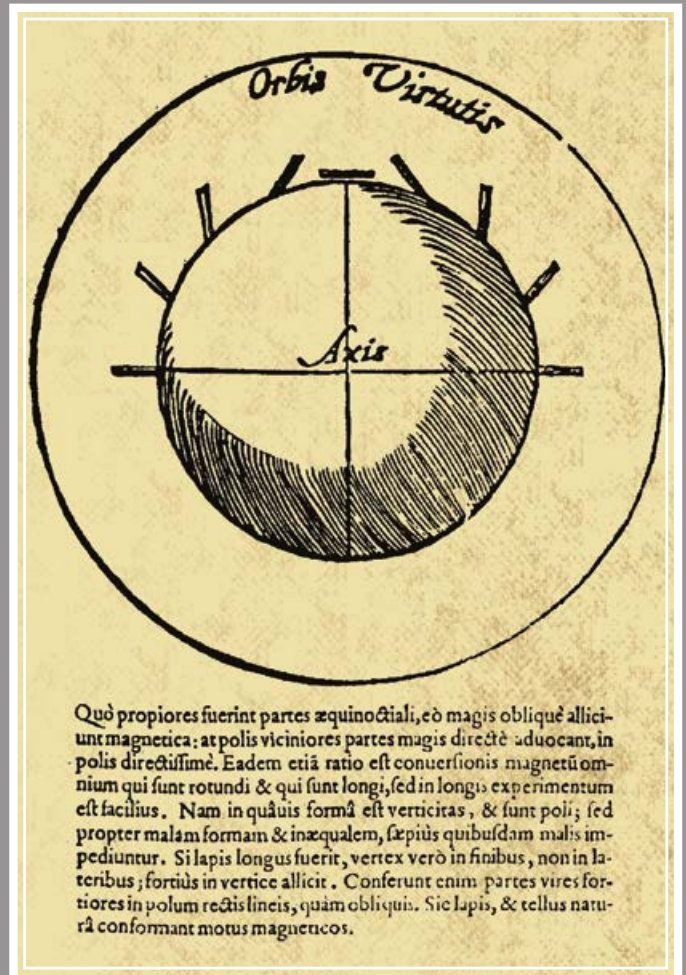 Orbis Virtutis
Axis
Quò propiores fuerint partes æquinoctiali, eò magis obliquè allici-
unt magnetica: at polis viciniores partes magis directè aduocant, in
polis directissimè. Eadem etiã ratio est conuersionis magnetũ om-
nium qui sunt rotundi & qui sunt longi, sed in longis experimentum
est facilius. Nam in quâuis formâ est verticitas, & sunt poli; sed
propter malam formam & inæqualem, sæpiùs quibusdam malis im-
pediuntur. Si lapis longus fuerit, vertex verò in finibus, non in la-
teribus; fortiùs in vertice allicit. Conferunt enim partes vires for-
tiores in polum rectis lineis, quàm obliquis. Sic lapis, & tellus natu-
râ conformant motus magneticos.